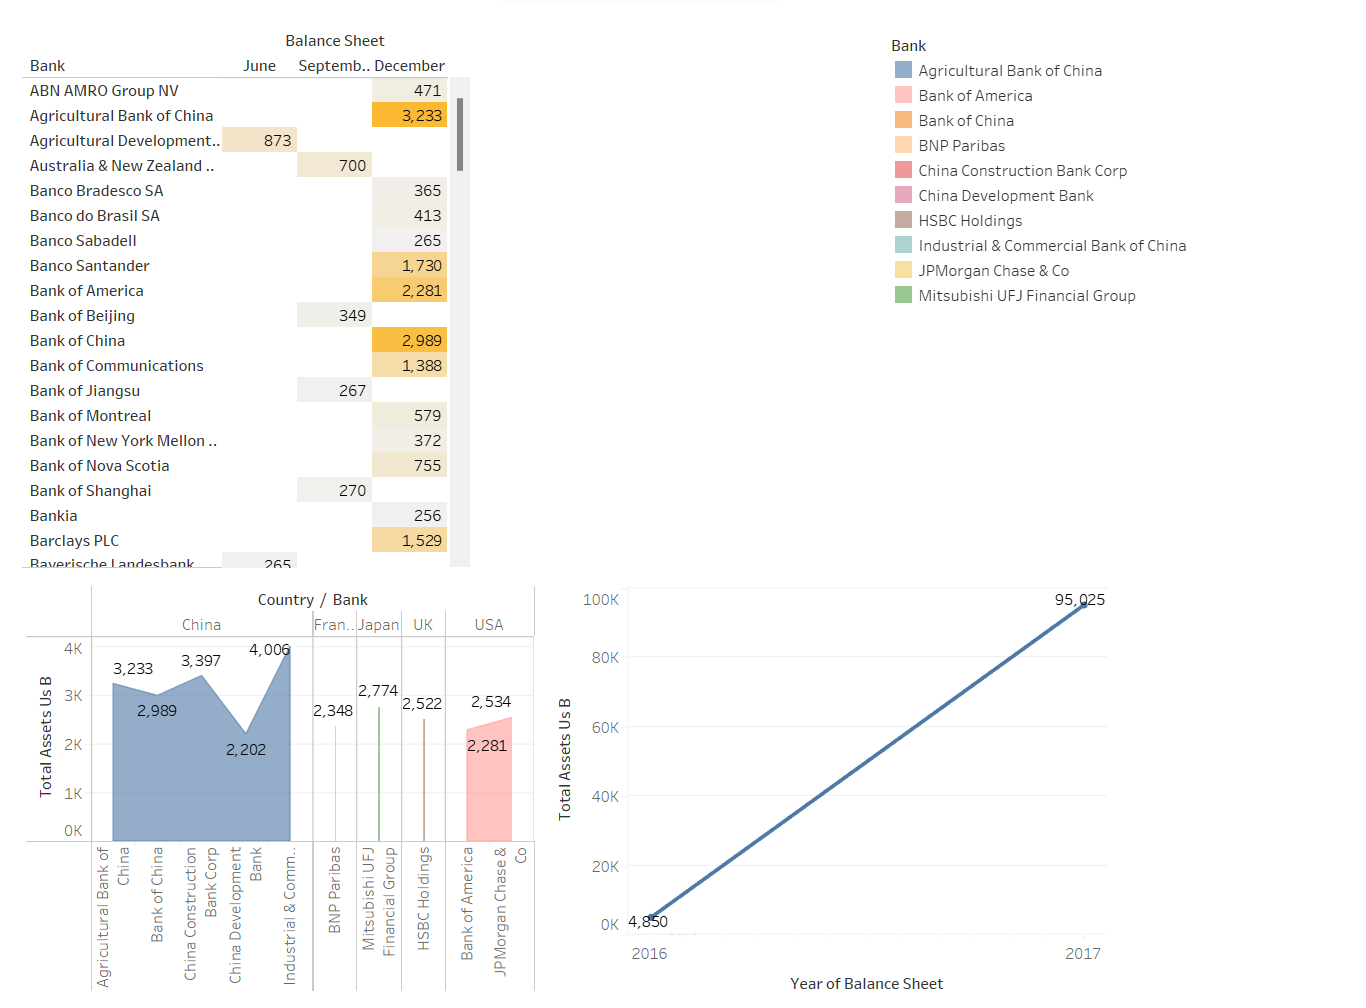 Balance Sheet
Bank June Septemb.. December
ABN AMRO Group NV 471
Agricultural Bank of China 3,233
Agricultural Development.. 873
Australia & New Zealand .. 700
Banco Bradesco SA 365
Banco do Brasil SA 413
Banco Sabadell 265
Banco Santander 1,730
Bank of America 2,281
Bank of Beijing 349
Bank of China 2,989
Bank of Communications 1,388
Bank of Jiangsu 267
Bank of Montreal 579
Bank of New York Mellon .. 372
Bank of Nova Scotia 755
Bank of Shanghai 270
Bankia 256
Barclays PLC 1,529
Bayerische Landesbank 265
Bank
Agricultural Bank of China
Bank of America
Bank of China
BNP Paribas
China Construction Bank Corp
China Development Bank
HSBC Holdings
Industrial & Commercial Bank of China
JPMorgan Chase & Co
Mitsubishi UFJ Financial Group
Country / Bank
China Fran.. Japan UK USA
Total Assets Us B
4K
3K
2K
1K
0K
3,233
2,989
3,397
2,202
4,006
2,348
2,774
2,522
2,281
2,534
Agricultural Bank of
China
Bank of China
China Construction
Bank Corp
China Development
Bank
Industrial & Comm..
BNP Paribas
Mitsubishi UFJ
Financial Group
HSBC Holdings
Bank of America
JPMorgan Chase &
Co
Total Assets Us B
100K
80K
60K
40K
20K
0K
95,025
4,850
2016 2017
Year of Balance Sheet